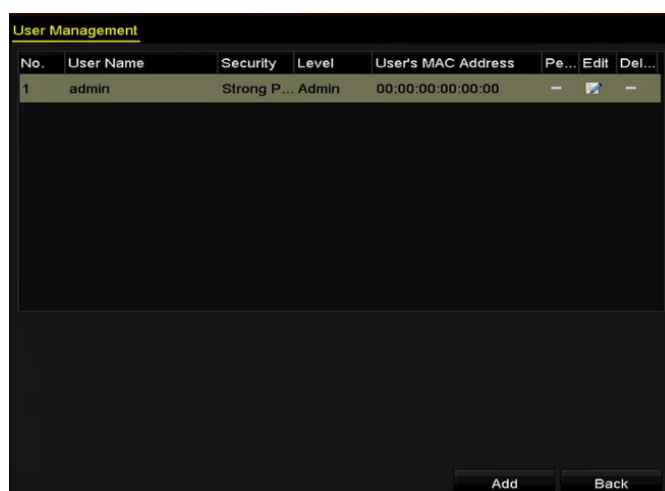 User Management
No. User Name Security Level User's MAC Address Pe... Edit Del...
1 admin Strong P... Admin 00:00:00:00:00:00 — —
Add Back